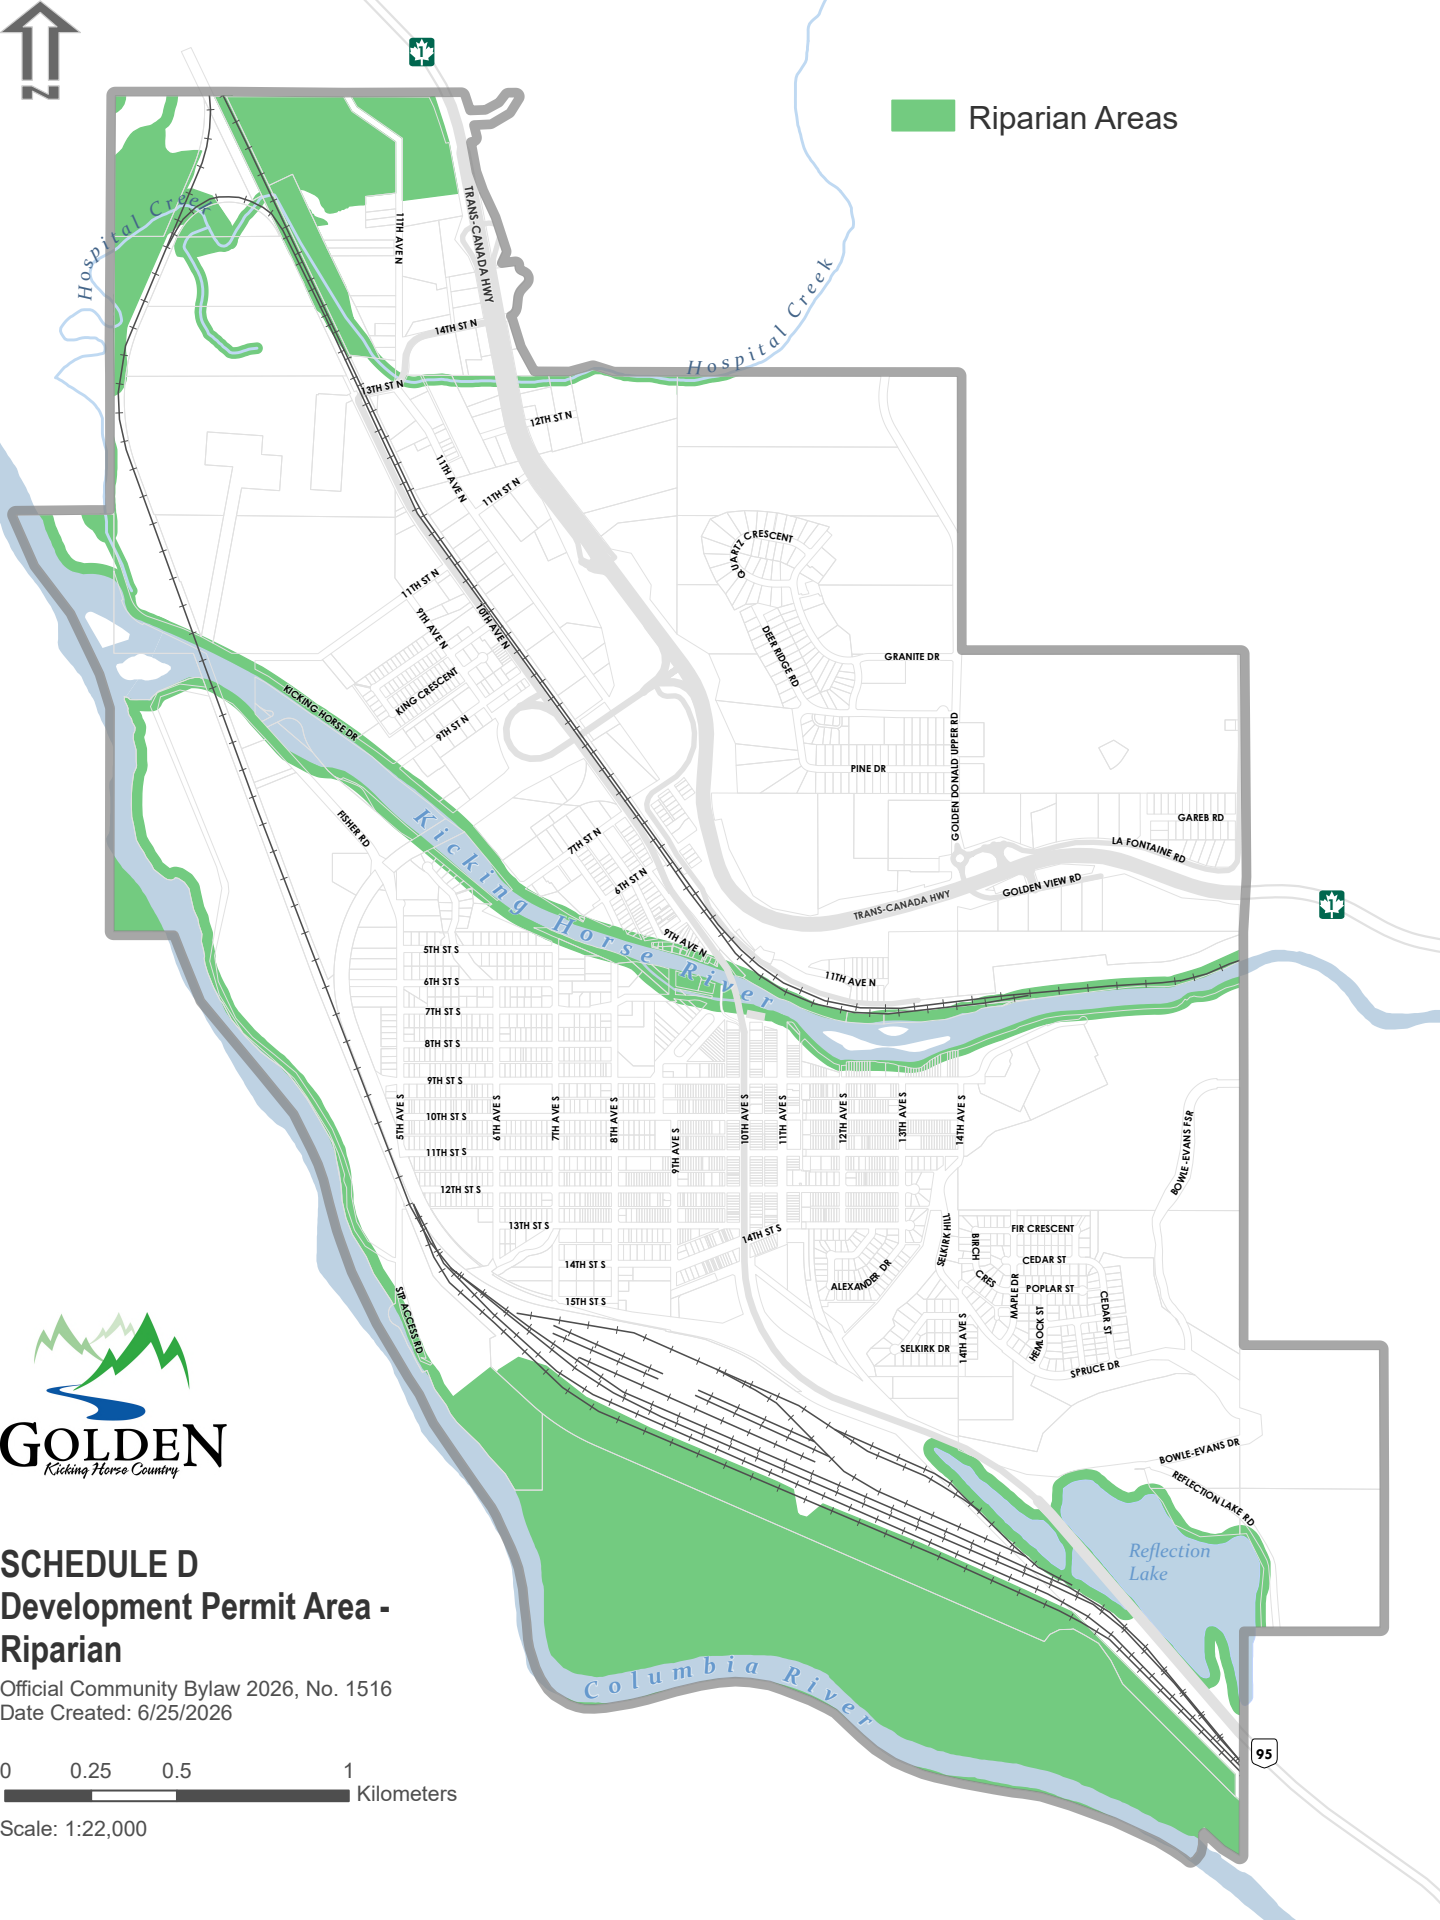 N
1
Riparian Areas
Hospital Creek
11TH AVE N
TRANS-CANADA HWY
14TH ST N
Hospital Creek
13TH ST N
12TH ST N
11TH AVE N
11TH ST N
QUARTZ CRESCENT
11TH ST N
9TH AVE N
10TH AVE N
DEER RIDGE RD
GRANITE DR
KING CRESCENT
KICKING HORSE DR
9TH ST N
GOLDEN DONALD UPPER RD
PINE DR
FISHER RD
Kicking Horse River
7TH ST N
6TH ST N
GAREB RD
LA FONTAINE RD
GOLDEN VIEW RD
TRANS-CANADA HWY
1
9TH AVE N
11TH AVE N
5TH ST S
6TH ST S
7TH ST S
8TH ST S
9TH ST S
10TH ST S
11TH ST S
12TH ST S
13TH ST S
14TH ST S
15TH ST S
5TH AVE S
6TH AVE S
7TH AVE S
8TH AVE S
9TH AVE S
10TH AVE S
11TH AVE S
12TH AVE S
13TH AVE S
14TH AVE S
BOWLE-EVANS FSR
14TH ST S
ALEXANDER DR
SELKIRK HILL
BIRCH CRES
FIR CRESCENT
CEDAR ST
POPLAR ST
MAPLE DR
HEMLOCK ST
CEDAR ST
14TH AVE S
SELKIRK DR
SPRUCE DR
STP ACCESS RD
BOWLE-EVANS DR
REFLECTION LAKE RD
Reflection
Lake
Columbia River
95
GOLDEN
Kicking Horse Country
SCHEDULE D
Development Permit Area -
Riparian
Official Community Bylaw 2026, No. 1516
Date Created: 6/25/2026
0 0.25 0.5 1
Kilometers
Scale: 1:22,000